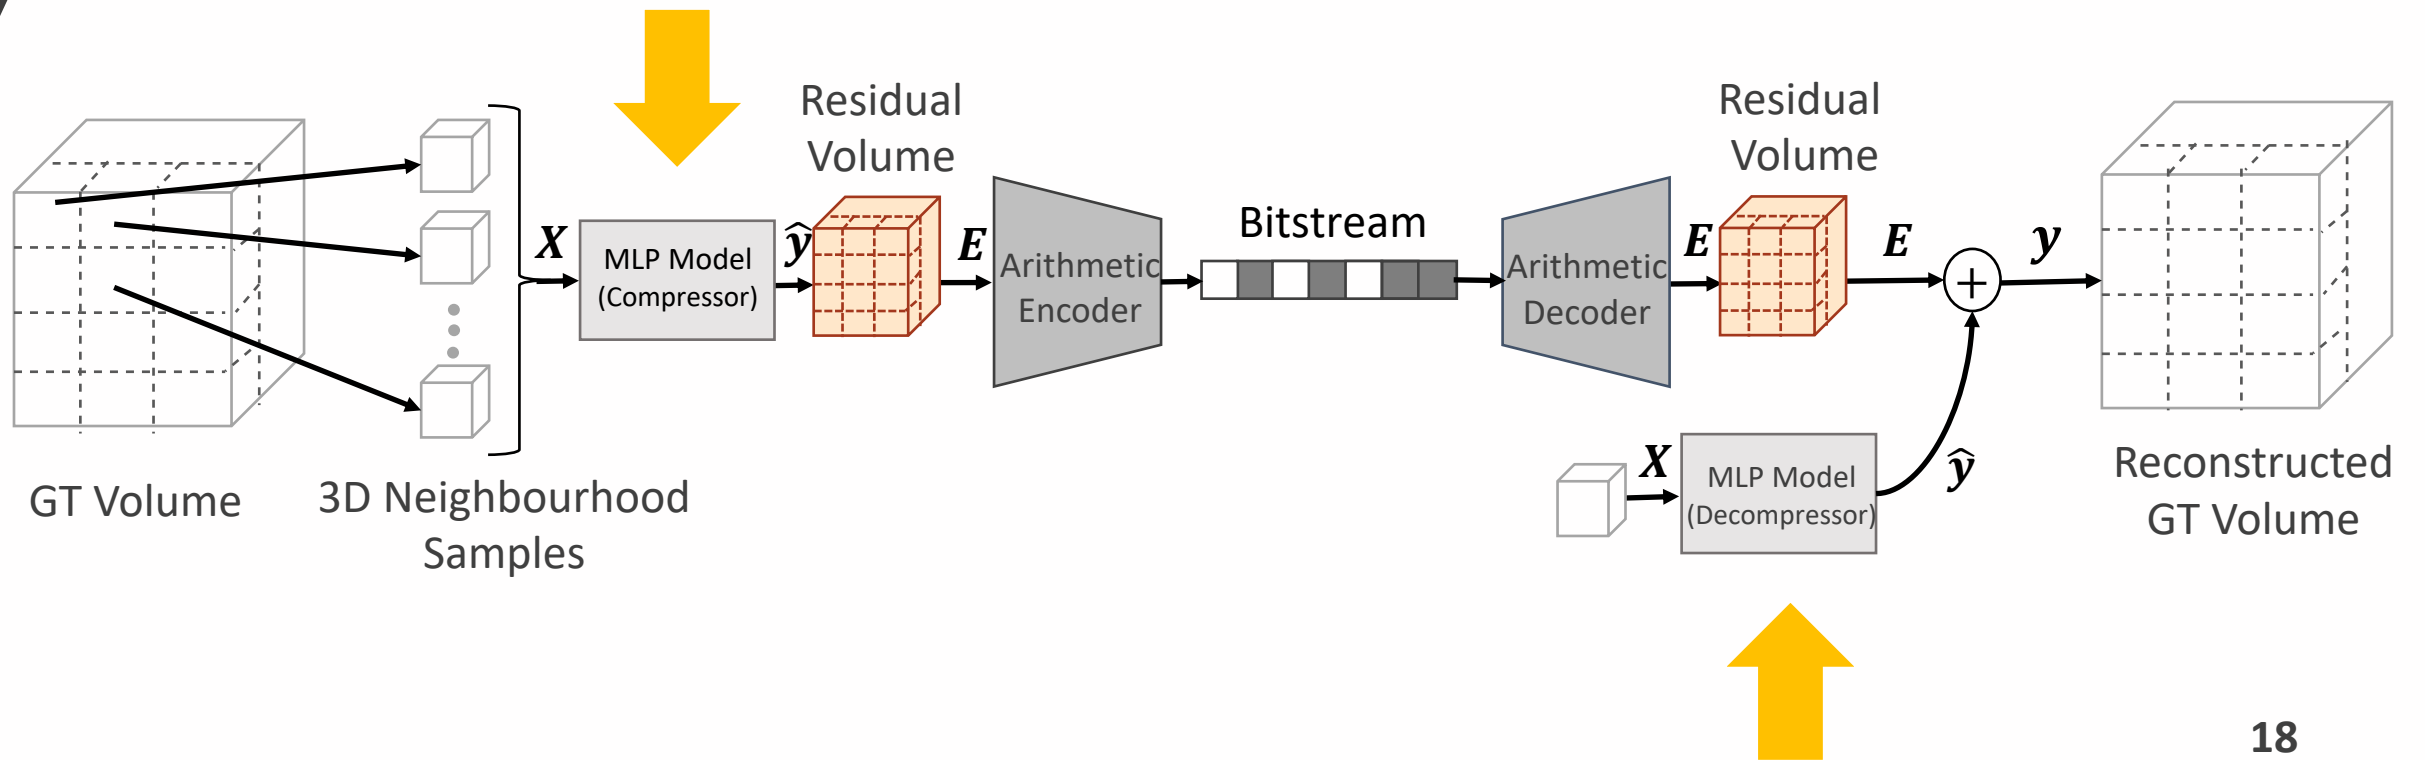 GT Volume
3D Neighbourhood
Samples
X
MLP Model
(Compressor)
ŷ
Residual
Volume
E
Arithmetic
Encoder
Bitstream
Arithmetic
Decoder
E
Residual
Volume
E
+
y
X
MLP Model
(Decompressor)
ŷ
Reconstructed
GT Volume
18